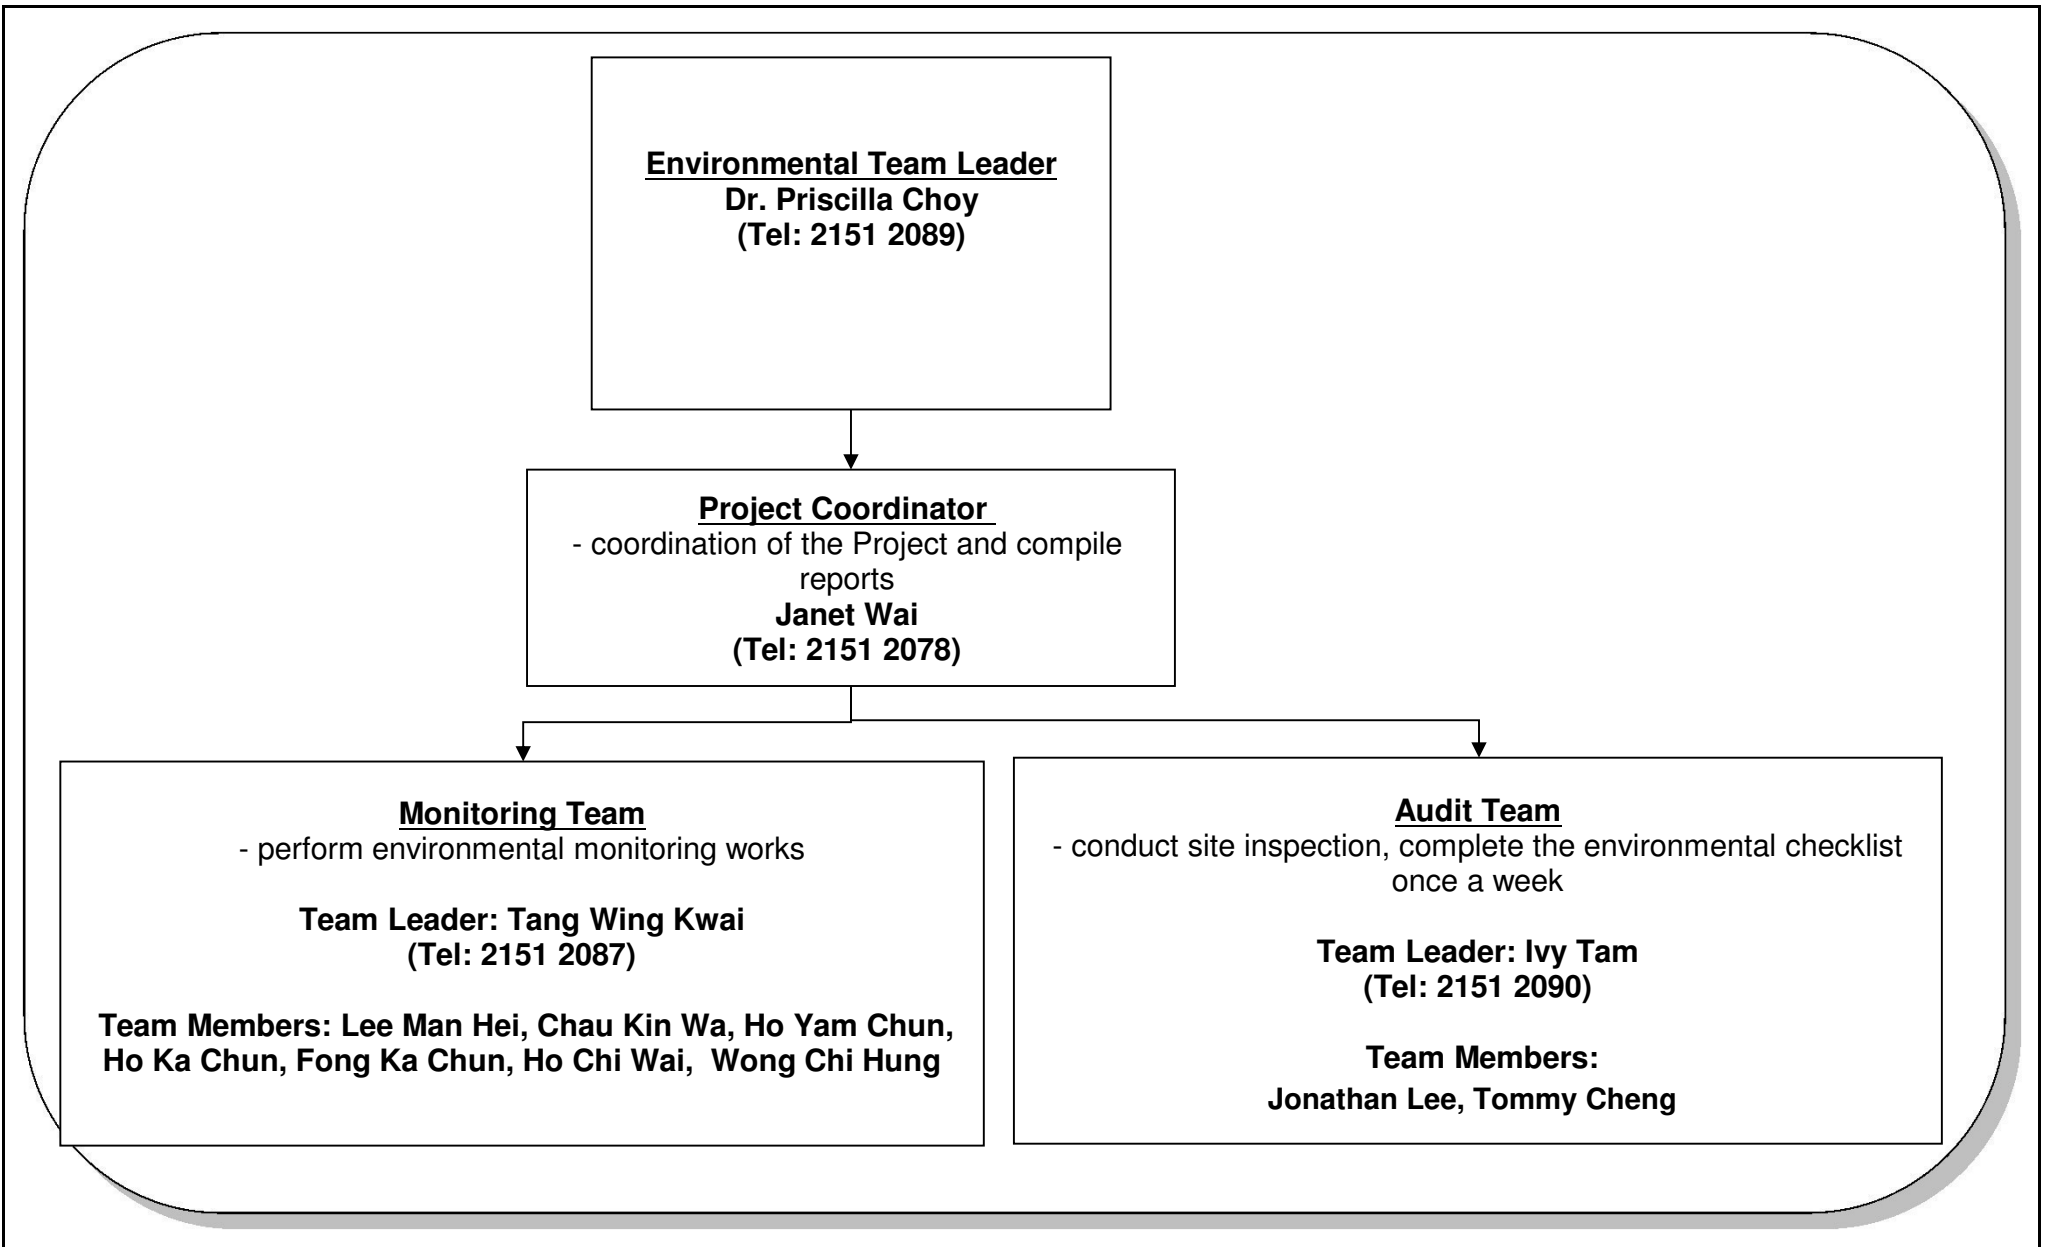 Environmental Team Leader
Dr. Priscilla Choy
(Tel: 2151 2089)
Project Coordinator
- coordination of the Project and compile
reports
Janet Wai
(Tel: 2151 2078)
Monitoring Team
- perform environmental monitoring works
Team Leader: Tang Wing Kwai
(Tel: 2151 2087)
Team Members: Lee Man Hei, Chau Kin Wa, Ho Yam Chun,
Ho Ka Chun, Fong Ka Chun, Ho Chi Wai,  Wong Chi Hung
Audit Team
- conduct site inspection, complete the environmental checklist
once a week
Team Leader: Ivy Tam
(Tel: 2151 2090)
Team Members:
Jonathan Lee, Tommy Cheng